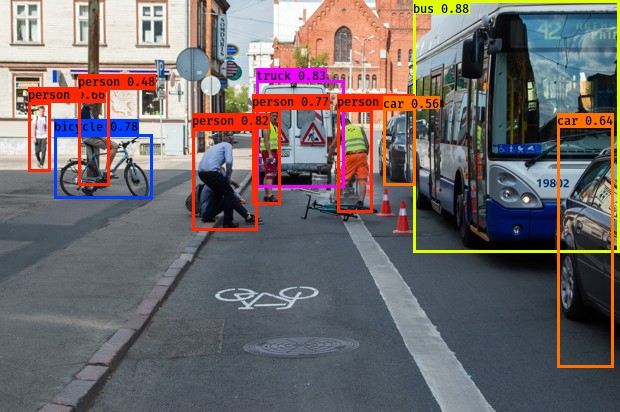 bus 0.88
42
truck 0.83
person 0.48
person 0.66
person 0.77
person
car 0.56
bicycle 0.78
person 0.82
car 0.64
19802